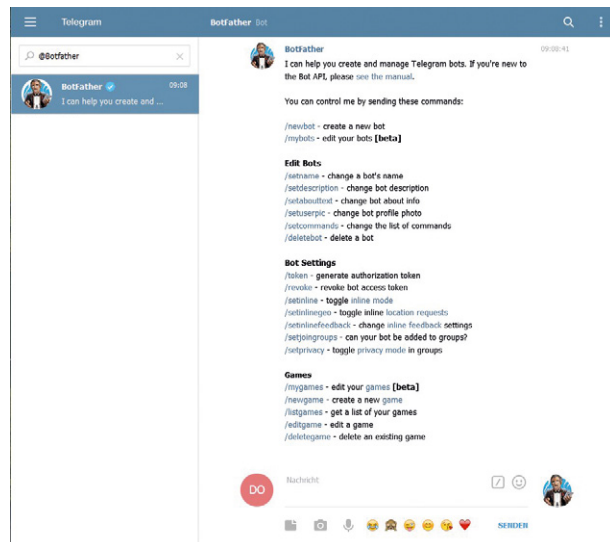 Telegram
BotFather Bot
@Botfather
BotFather 09:08
I can help you create and ...
BotFather 09:08:41
I can help you create and manage Telegram bots. If you're new to
the Bot API, please see the manual.
You can control me by sending these commands:
/newbot - create a new bot
/mybots - edit your bots [beta]
Edit Bots
/setname - change a bot's name
/setdescription - change bot description
/setabouttext - change bot about info
/setuserpic - change bot profile photo
/setcommands - change the list of commands
/deletebot - delete a bot
Bot Settings
/token - generate authorization token
/revoke - revoke bot access token
/setinline - toggle inline mode
/setinlinegeo - toggle inline location requests
/setinlinefeedback - change inline feedback settings
/setjoingroups - can your bot be added to groups?
/setprivacy - toggle privacy mode in groups
Games
/mygames - edit your games [beta]
/newgame - create a new game
/listgames - get a list of your games
/editgame - edit a game
/deletegame - delete an existing game
DO
Nachricht
SENDEN